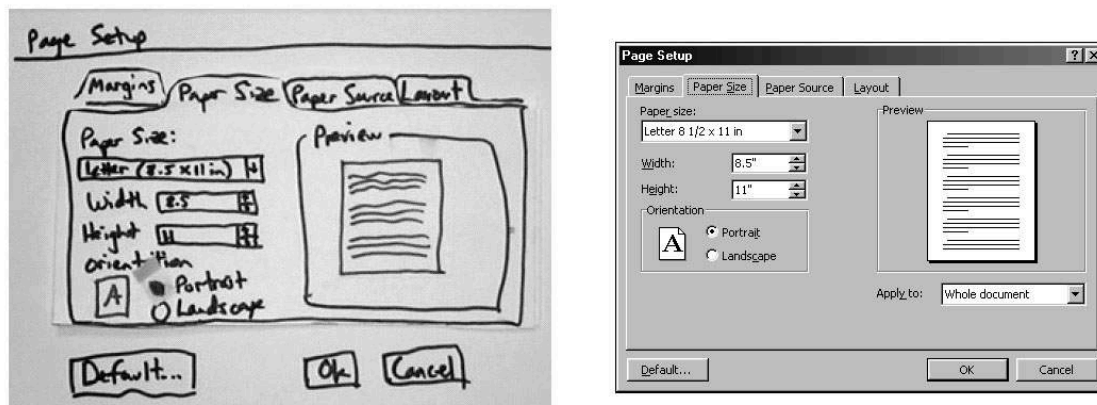 Page Setup
Margins Paper Size Paper Source Layout
Paper Size:
Letter (8.5 x 11 in)
Preview
Width 8.5
Height 11
orientition
A
Portrait
Landscape
Default... Ok Cancel
Page Setup ? x
Margins Paper Size Paper Source Layout
Paper size:
Letter 8 1/2 x 11 in
Preview
Width: 8.5"
Height: 11"
Orientation
A
Portrait
Landscape
Apply to: Whole document
Default... OK Cancel